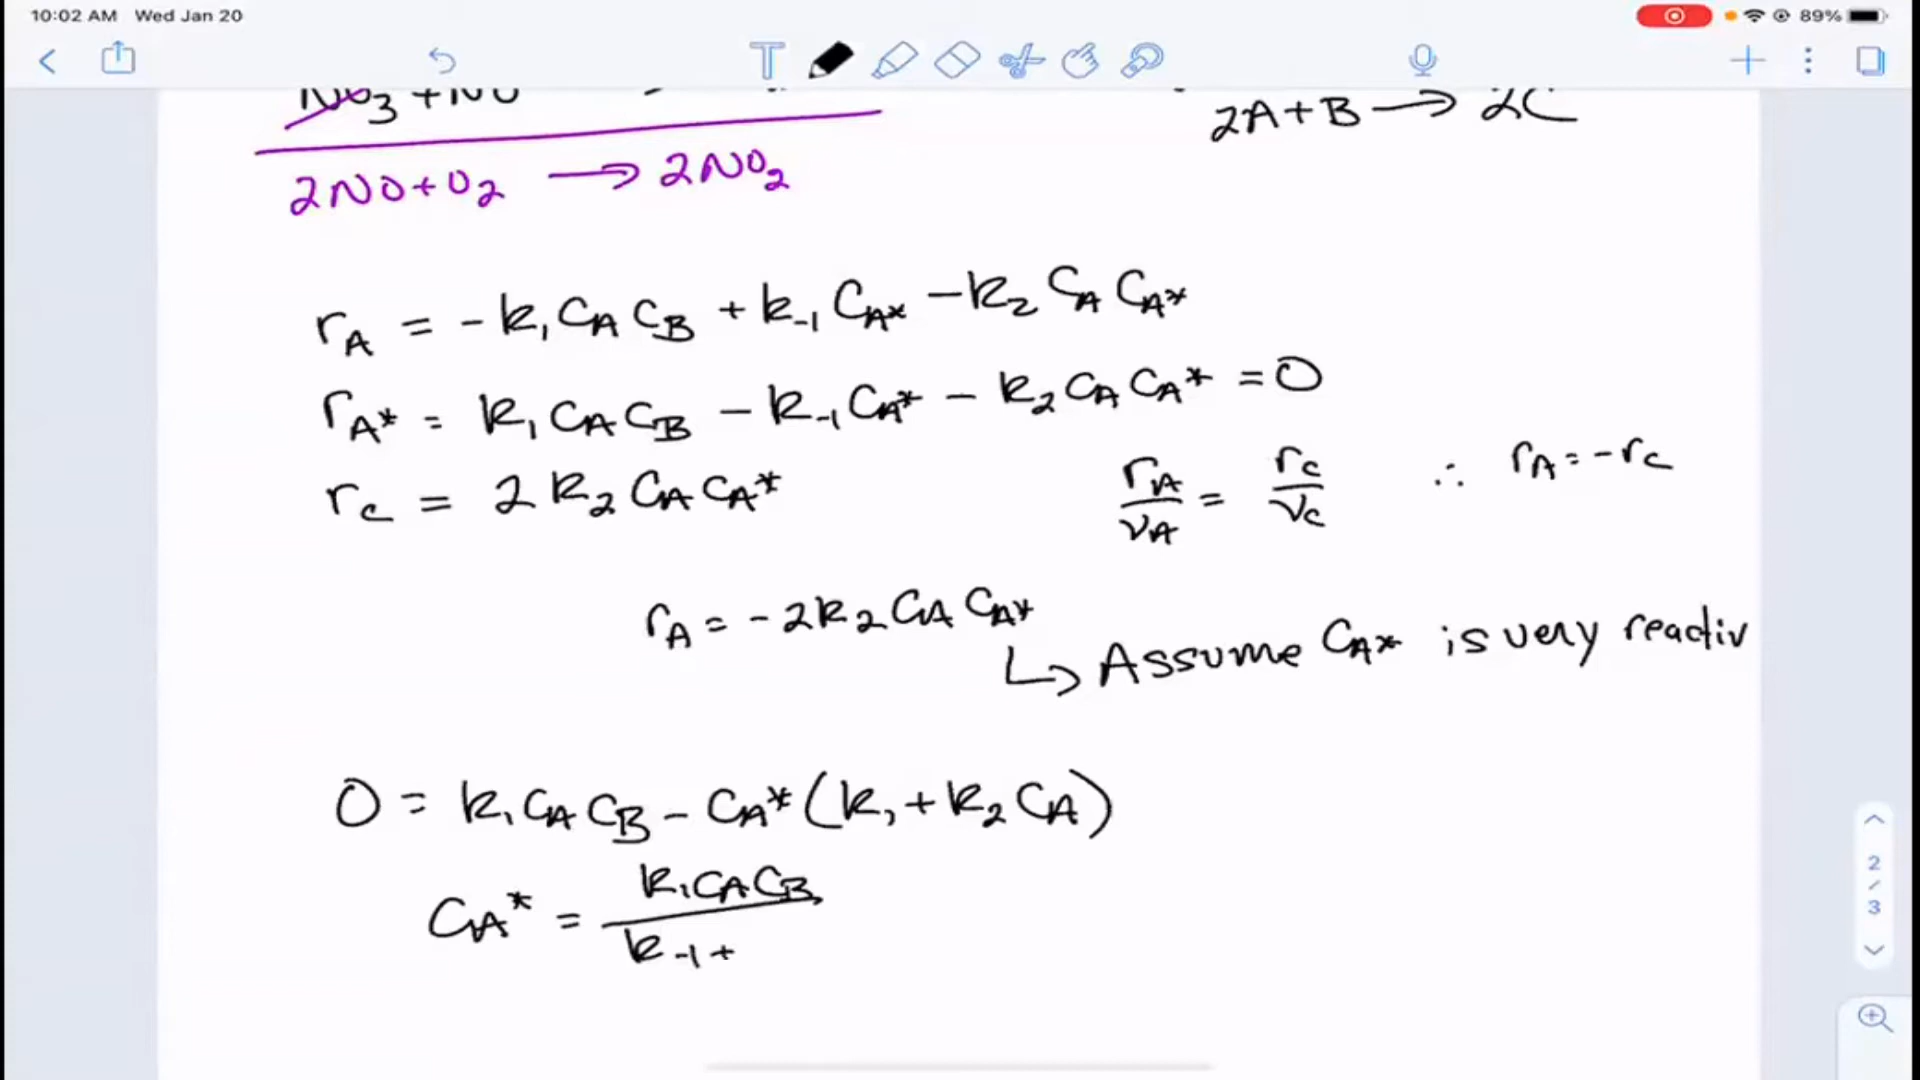 10:02 AM Wed Jan 20
89%
T
NO3 + NO
2A + B → 2C
2NO + O2 → 2NO2
rA = - k1 CA CB + k-1 CA* - k2 CA CA*
rA* = k1 CA CB - k-1 CA* - k2 CA CA* = 0
rC = 2 k2 CA CA*
rA/νA = rC/νC ∴ rA = - rC
rA = - 2k2 CA CA*
↳ Assume CA* is very reactiv
0 = k1 CA CB - CA* (k1 + k2 CA)
CA* = k1 CA CB / k-1 +
2 / 3